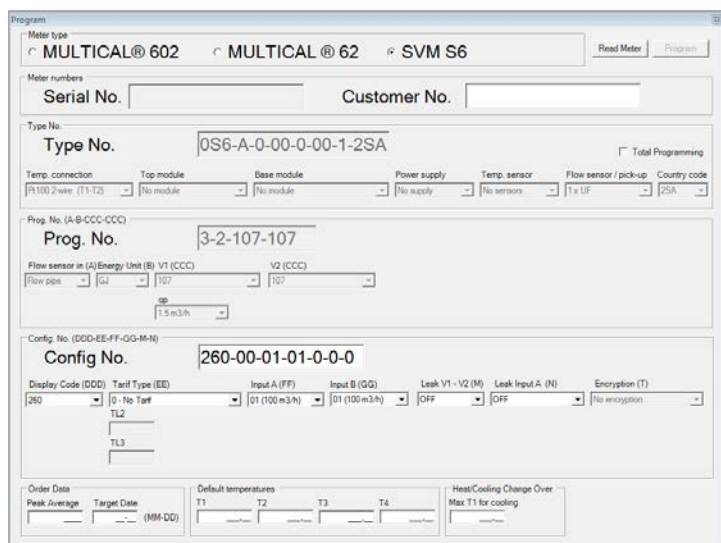 Program
Meter type
MULTICAL® 602 MULTICAL ® 62 SVM S6 Read Meter Program
Meter numbers
Serial No. Customer No.
Type No.
Type No. 0S6-A-0-00-0-00-1-2SA Total Programming
Temp. connection Top module Base module Power supply Temp. sensor Flow sensor / pick-up Country code
Pt100 2-wire (T1-T2) No module No module No supply No sensors 1 x UF 2SA
Prog. No. (A-B-CCC-CCC)
Prog. No. 3-2-107-107
Flow sensor in (A) Energy Unit (B) V1 (CCC) V2 (CCC)
Flow pipe GJ 107 107
qp
1.5 m3/h
Config. No. (DDD-EE-FF-GG-M-N)
Config No. 260-00-01-01-0-0-0
Display Code (DDD) Tarif Type (EE) Input A (FF) Input B (GG) Leak V1 - V2 (M) Leak Input A (N) Encryption (T)
260 0 - No Tarif 01 (100 m3/h) 01 (100 m3/h) OFF OFF No encryption
TL2
TL3
Order Data Default temperatures Heat/Cooling Change Over
Peak Average Target Date T1 T2 T3 T4 Max T1 for cooling
(MM-DD)